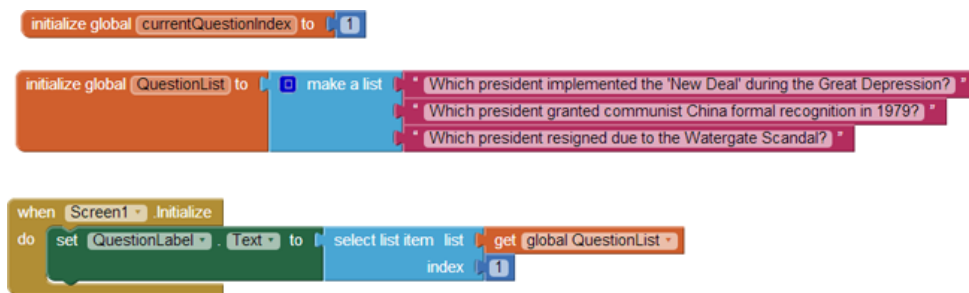 initialize global currentQuestionIndex to 1
initialize global QuestionList to make a list " Which president implemented the 'New Deal' during the Great Depression? "
" Which president granted communist China formal recognition in 1979? "
" Which president resigned due to the Watergate Scandal? "
when Screen1 .Initialize
do set QuestionLabel . Text to select list item list get global QuestionList
index 1